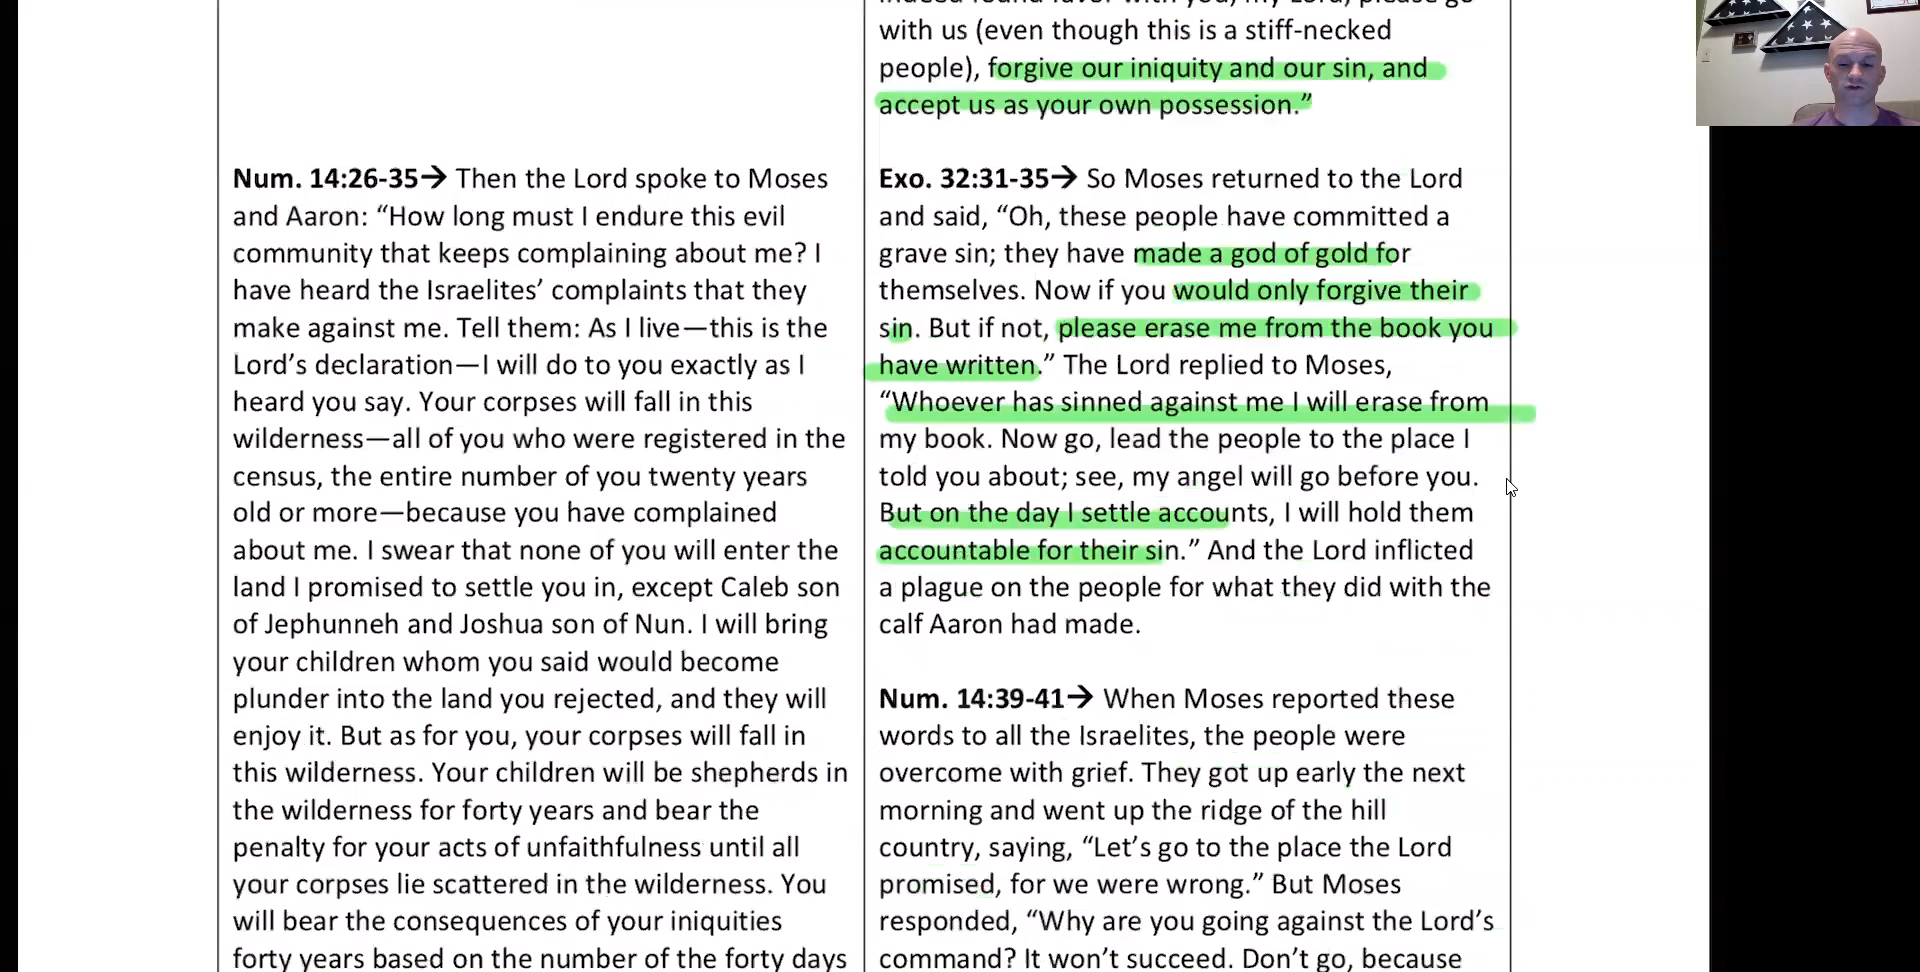 with us (even though this is a stiff-necked
people), forgive our iniquity and our sin, and
accept us as your own possession.”
Num. 14:26-35→ Then the Lord spoke to Moses
and Aaron: “How long must I endure this evil
community that keeps complaining about me? I
have heard the Israelites’ complaints that they
make against me. Tell them: As I live—this is the
Lord’s declaration—I will do to you exactly as I
heard you say. Your corpses will fall in this
wilderness—all of you who were registered in the
census, the entire number of you twenty years
old or more—because you have complained
about me. I swear that none of you will enter the
land I promised to settle you in, except Caleb son
of Jephunneh and Joshua son of Nun. I will bring
your children whom you said would become
plunder into the land you rejected, and they will
enjoy it. But as for you, your corpses will fall in
this wilderness. Your children will be shepherds in
the wilderness for forty years and bear the
penalty for your acts of unfaithfulness until all
your corpses lie scattered in the wilderness. You
will bear the consequences of your iniquities
forty years based on the number of the forty days
Exo. 32:31-35→ So Moses returned to the Lord
and said, “Oh, these people have committed a
grave sin; they have made a god of gold for
themselves. Now if you would only forgive their
sin. But if not, please erase me from the book you
have written.” The Lord replied to Moses,
“Whoever has sinned against me I will erase from
my book. Now go, lead the people to the place I
told you about; see, my angel will go before you.
But on the day I settle accounts, I will hold them
accountable for their sin.” And the Lord inflicted
a plague on the people for what they did with the
calf Aaron had made.
Num. 14:39-41→ When Moses reported these
words to all the Israelites, the people were
overcome with grief. They got up early the next
morning and went up the ridge of the hill
country, saying, “Let’s go to the place the Lord
promised, for we were wrong.” But Moses
responded, “Why are you going against the Lord’s
command? It won’t succeed. Don’t go, because